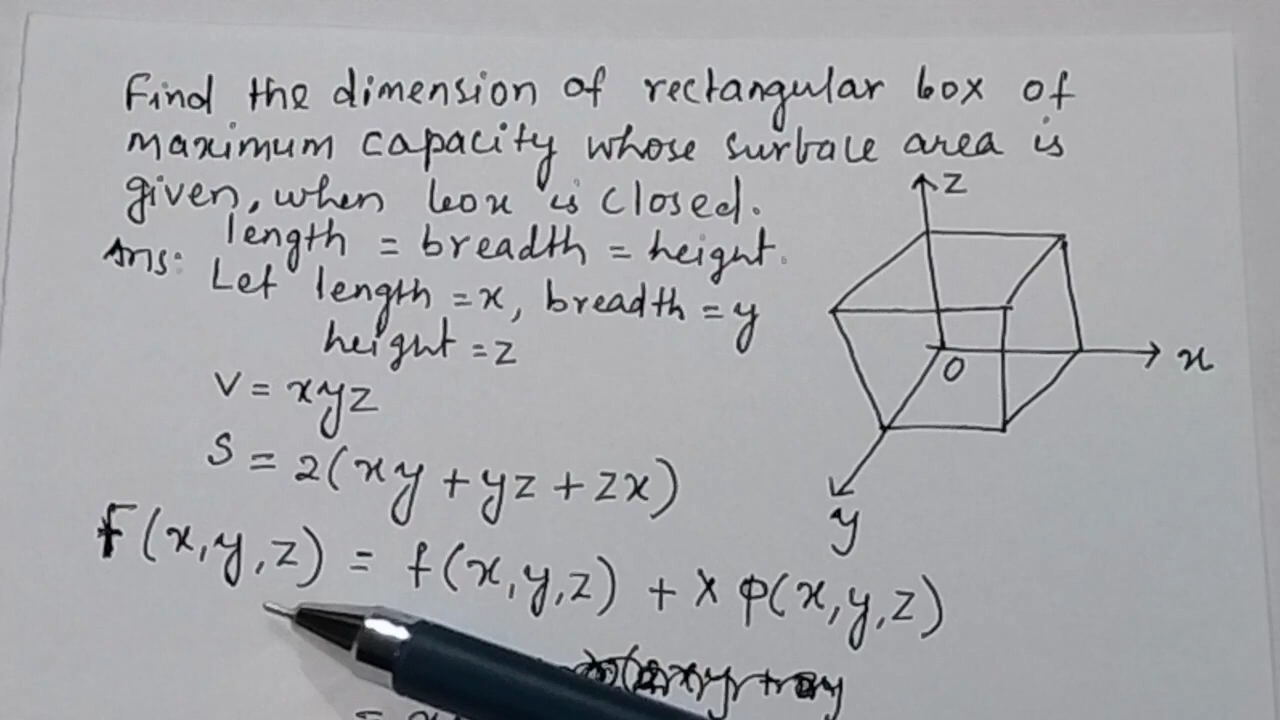 Find the dimension of rectangular box of
maximum capacity whose surface area is
given, when box is closed.
Ans: length = breadth = height.
Let length = x, breadth = y
height = z
V = xyz
S = 2(xy + yz + zx)
F(x,y,z) = f(x,y,z) + λ φ(x,y,z)
z
x
O
y